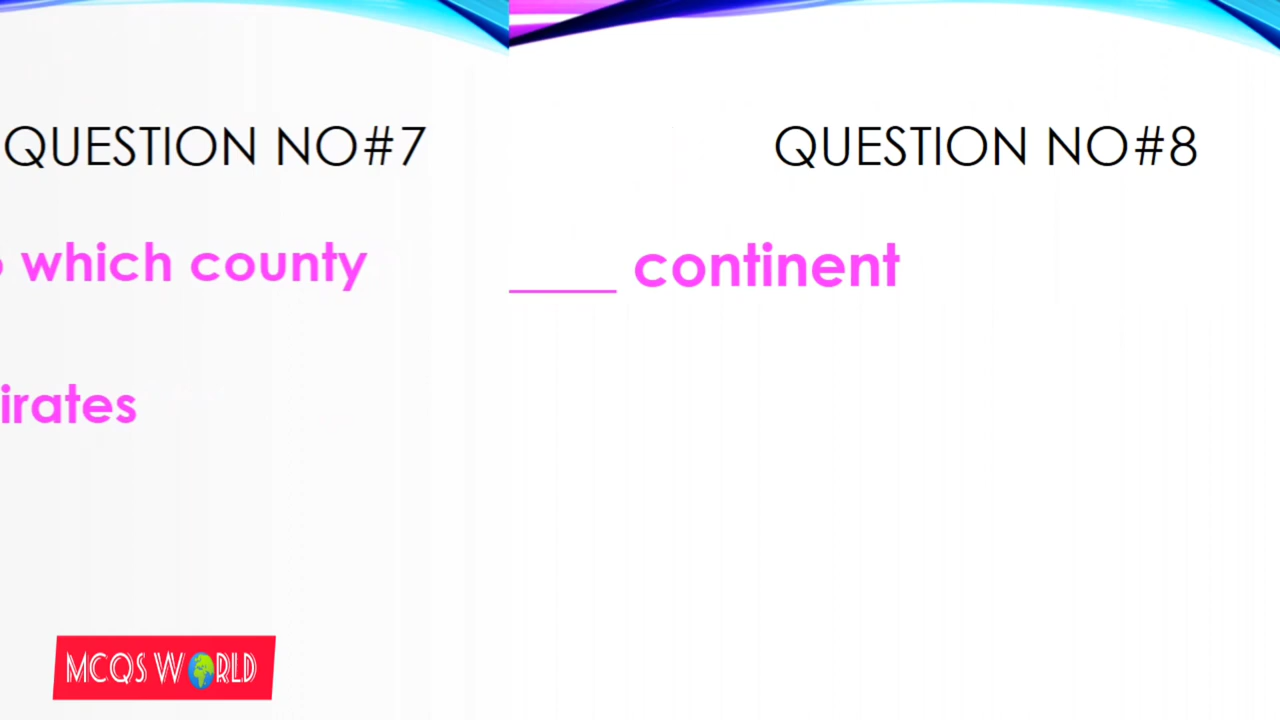 QUESTION NO#7
which county
irates
QUESTION NO#8
____ continent
MCQS WORLD